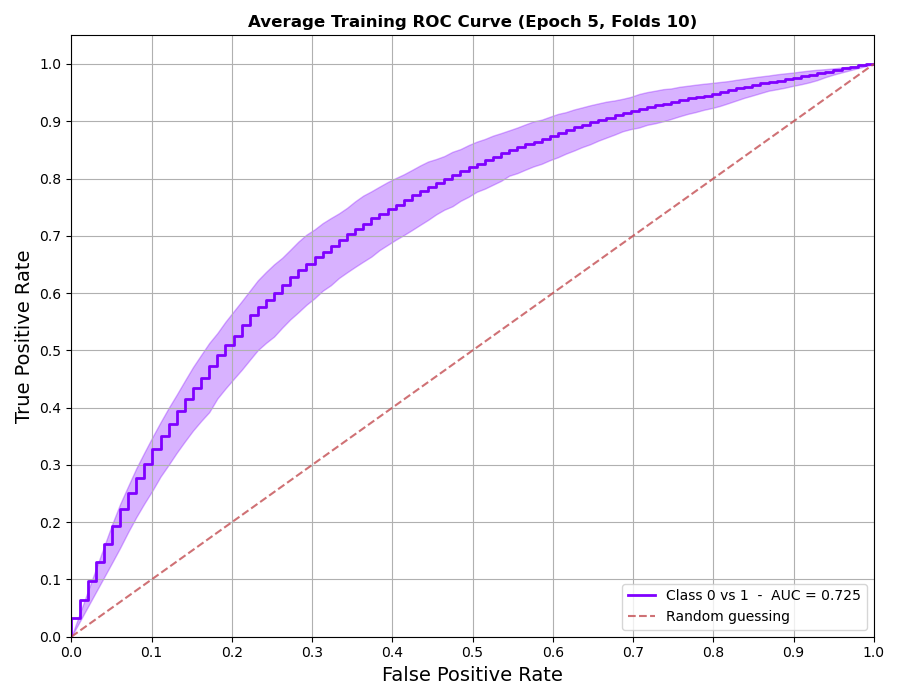 Average Training ROC Curve (Epoch 5, Folds 10)
True Positive Rate
1.0
0.9
0.8
0.7
0.6
0.5
0.4
0.3
0.2
0.1
0.0
Class 0 vs 1 - AUC = 0.725
Random guessing
0.0 0.1 0.2 0.3 0.4 0.5 0.6 0.7 0.8 0.9 1.0
False Positive Rate